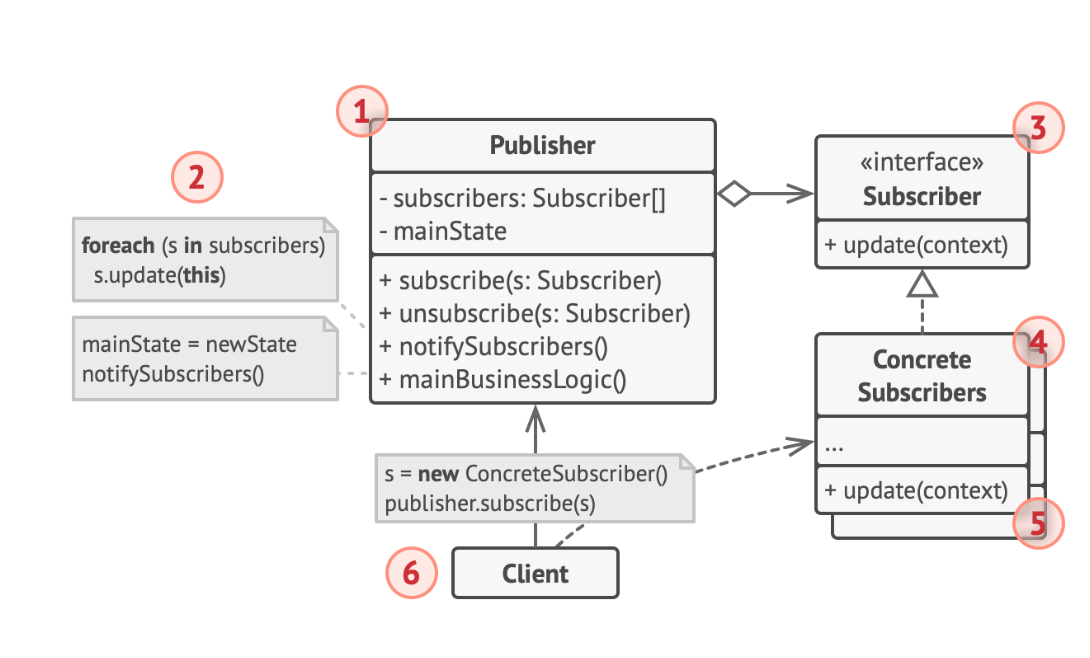 1
Publisher
- subscribers: Subscriber[]
- mainState
+ subscribe(s: Subscriber)
+ unsubscribe(s: Subscriber)
+ notifySubscribers()
+ mainBusinessLogic()
2
foreach (s in subscribers)
s.update(this)
mainState = newState
notifySubscribers()
3
«interface»
Subscriber
+ update(context)
4
Concrete
Subscribers
...
+ update(context)
5
s = new ConcreteSubscriber()
publisher.subscribe(s)
6
Client